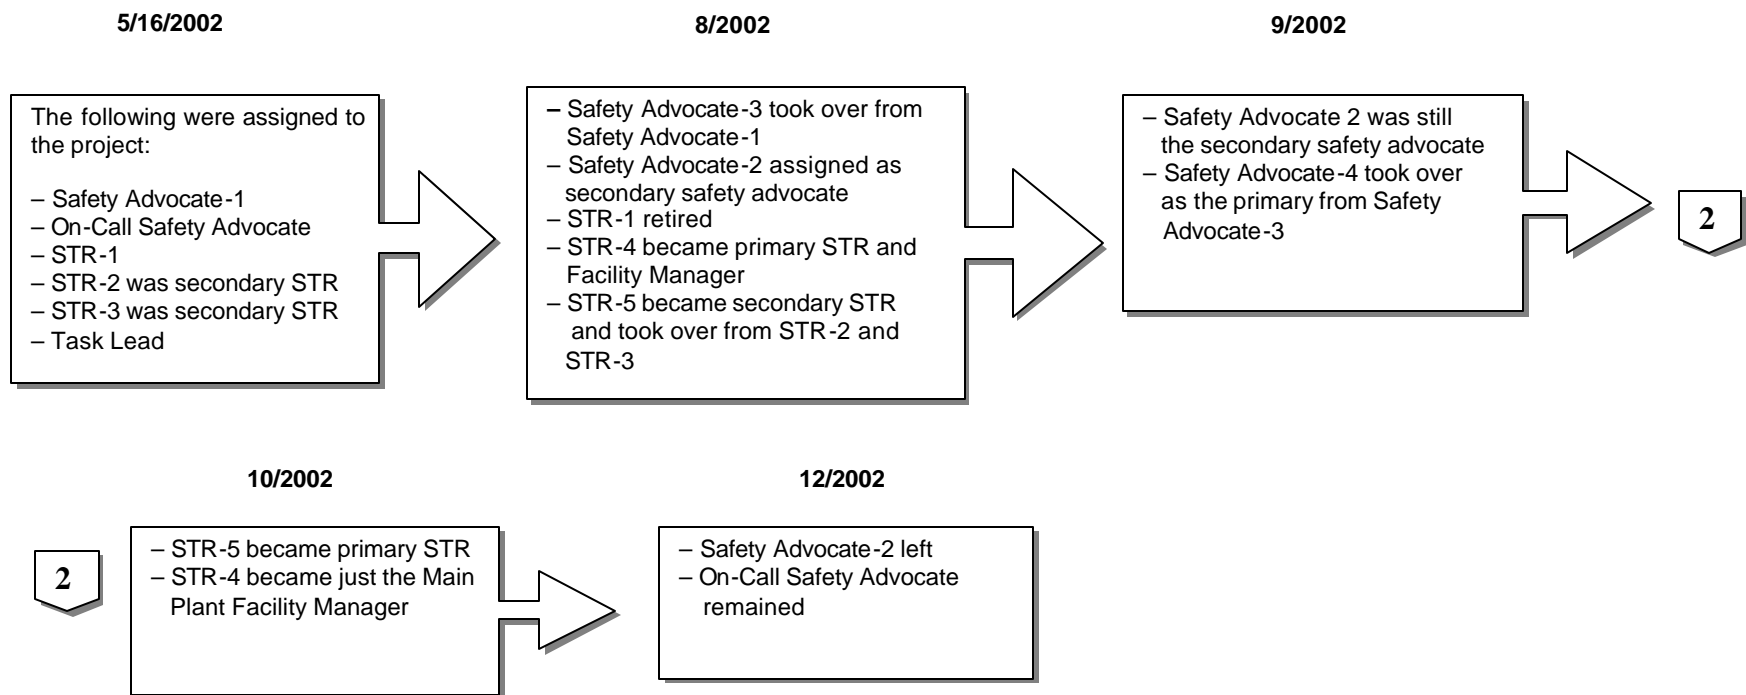 5/16/2002
8/2002
9/2002
The following were assigned to
the project:
– Safety Advocate-1
– On-Call Safety Advocate
– STR-1
– STR-2 was secondary STR
– STR-3 was secondary STR
– Task Lead
– Safety Advocate-3 took over from
Safety Advocate
-1
– Safety Advocate-2 assigned as
secondary safety advocate
– STR-1 retired
– STR-4 became primary STR and
Facility Manager
– STR-5 became secondary STR
and took over from STR-2 and
STR-3
– Safety Advocate 2 was still
the secondary safety advocate
– Safety Advocate-4 took over
as the primary from Safety
Advocate-3
2
10/2002
12/2002
2
– STR-5 became primary STR
– STR-4 became just the Main
Plant Facility Manager
– Safety Advocate-2 left
– On-Call Safety Advocate
remained